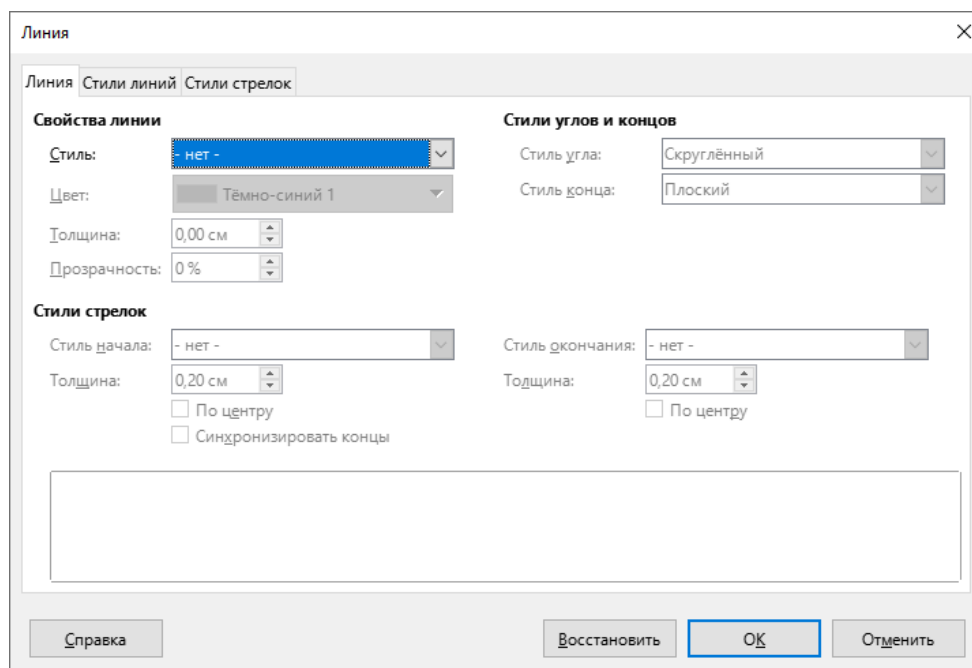 Линия
Линия Стили линий Стили стрелок
Свойства линии
Стиль: - нет -
Цвет: Тёмно-синий 1
Толщина: 0,00 см
Прозрачность: 0 %
Стили углов и концов
Стиль угла: Скруглённый
Стиль конца: Плоский
Стили стрелок
Стиль начала: - нет -
Толщина: 0,20 см
По центру
Синхронизировать концы
Стиль окончания: - нет -
Толщина: 0,20 см
По центру
Справка Восстановить ОК Отменить